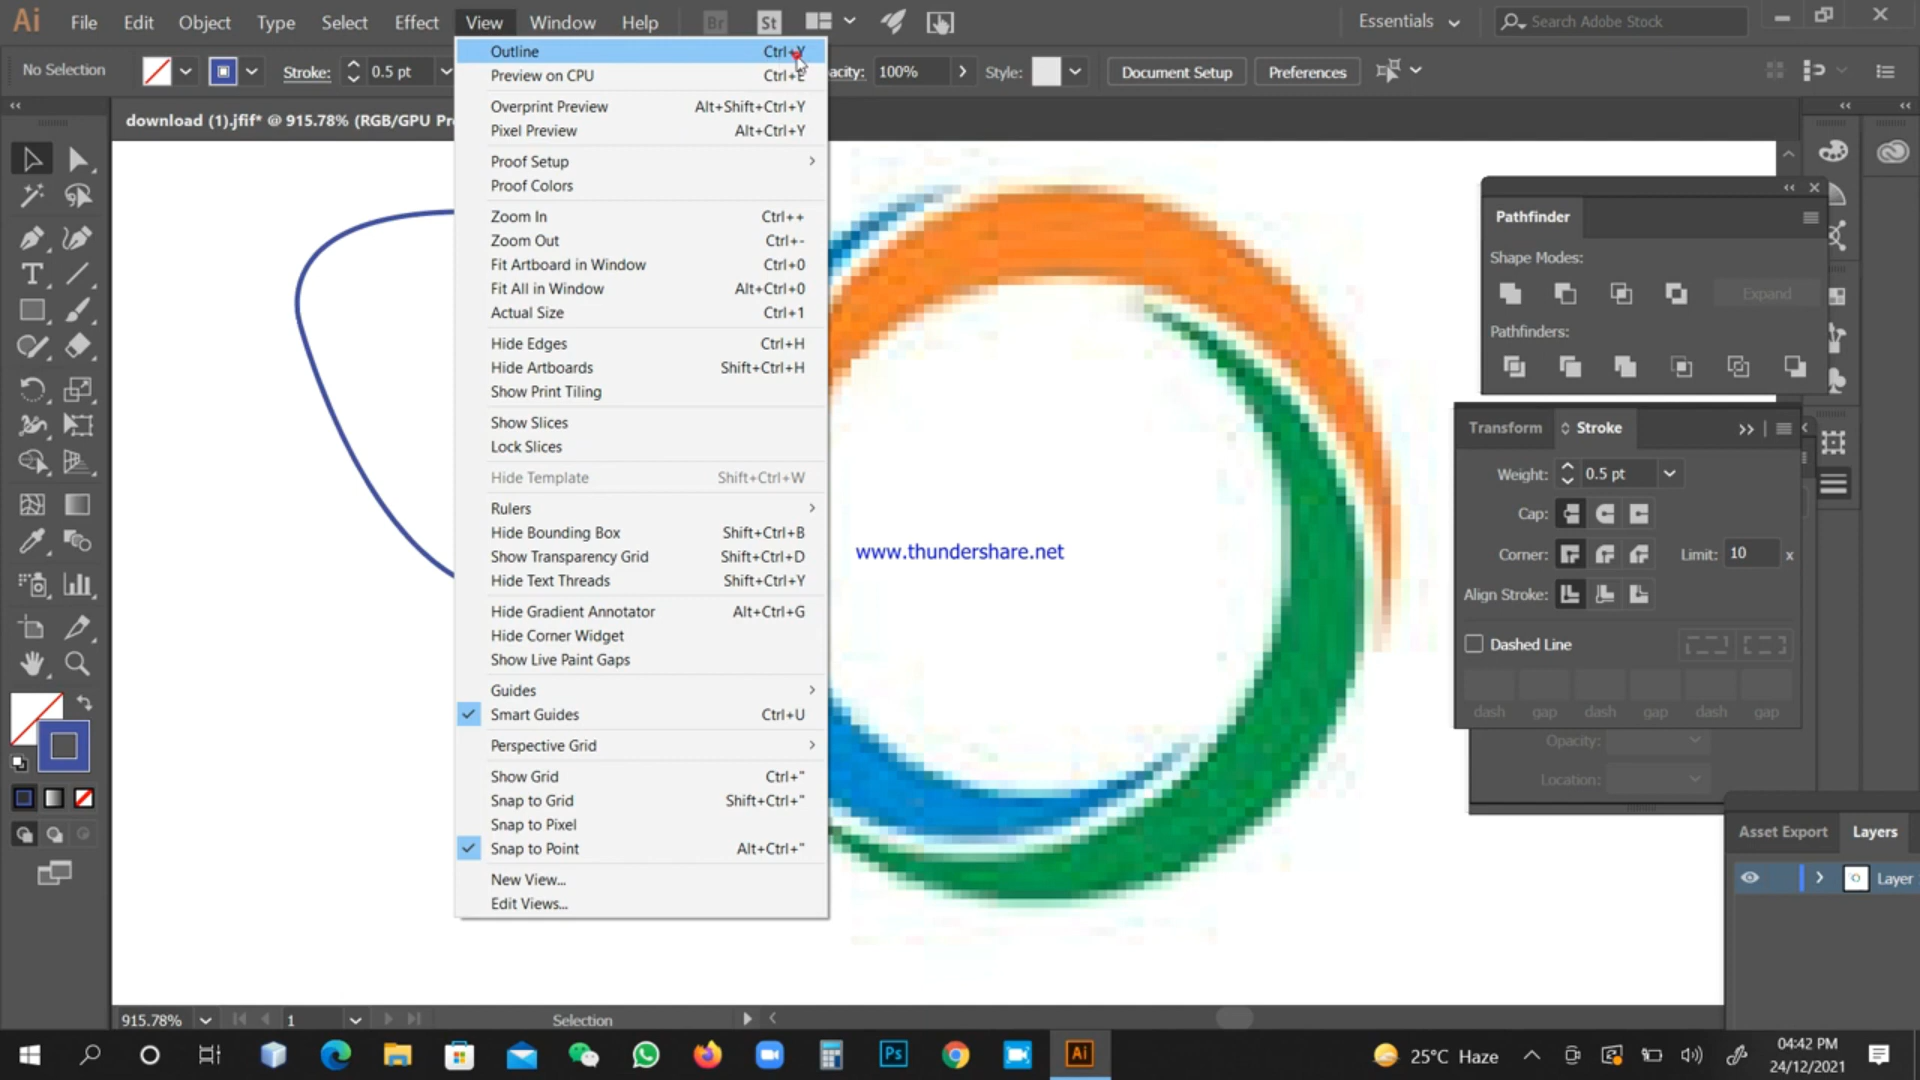 Ai File Edit Object Type Select Effect View Window Help Br St Essentials Search Adobe Stock
No Selection Stroke: 0.5 pt acity: 100% Style: Document Setup Preferences
download (1).jfif* @ 915.78% (RGB/GPU Pr
Outline Ctrl+Y
Preview on CPU Ctrl+E
Overprint Preview Alt+Shift+Ctrl+Y
Pixel Preview Alt+Ctrl+Y
Proof Setup
Proof Colors
Zoom In Ctrl++
Zoom Out Ctrl+-
Fit Artboard in Window Ctrl+0
Fit All in Window Alt+Ctrl+0
Actual Size Ctrl+1
Hide Edges Ctrl+H
Hide Artboards Shift+Ctrl+H
Show Print Tiling
Show Slices
Lock Slices
Hide Template Shift+Ctrl+W
Rulers
Hide Bounding Box Shift+Ctrl+B
Show Transparency Grid Shift+Ctrl+D
Hide Text Threads Shift+Ctrl+Y
Hide Gradient Annotator Alt+Ctrl+G
Hide Corner Widget
Show Live Paint Gaps
Guides
Smart Guides Ctrl+U
Perspective Grid
Show Grid Ctrl+"
Snap to Grid Shift+Ctrl+"
Snap to Pixel
Snap to Point Alt+Ctrl+"
New View...
Edit Views...
www.thundershare.net
Pathfinder
Shape Modes:
Expand
Pathfinders:
Transform Stroke
Weight: 0.5 pt
Cap:
Corner: Limit: 10 x
Align Stroke:
Dashed Line
dash gap dash gap dash gap
Opacity:
Location:
Asset Export Layers
Layer
915.78% 1 Selection
Ps Ai 25°C Haze 04:42 PM
24/12/2021